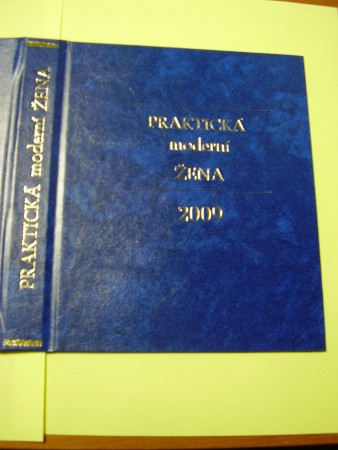 PRAKTICKÁ moderní ŽENA
PRAKTICKÁ
moderní
ŽENA
2009